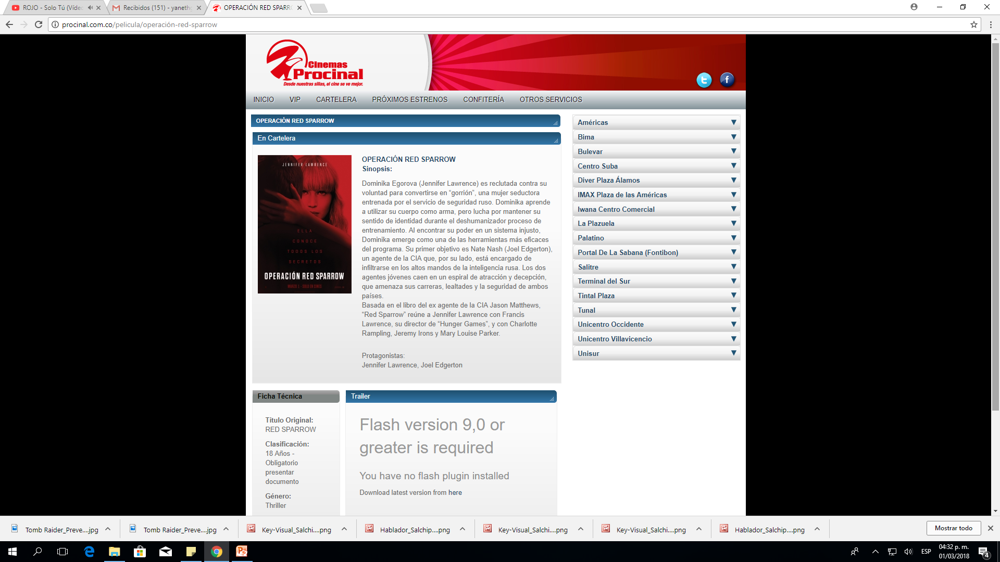 ROJO - Solo Tú (Víde
Recibidos (151) - yaneth
OPERACIÓN RED SPARR
procinal.com.co/pelicula/operación-red-sparrow
Cinemas
Procinal
Desde nuestras sillas, el cine se ve mejor.
INICIO VIP CARTELERA PRÓXIMOS ESTRENOS CONFITERÍA OTROS SERVICIOS
OPERACIÓN RED SPARROW
En Cartelera
JENNIFER LAWRENCE
ELLA
CONOCE
TODOS LOS
SECRETOS
OPERACIÓN RED SPARROW
MARZO 1 - SOLO EN CINES
OPERACIÓN RED SPARROW
Sinopsis:
Dominika Egorova (Jennifer Lawrence) es reclutada contra su
voluntad para convertirse en “gorrión”, una mujer seductora
entrenada por el servicio de seguridad ruso. Dominika aprende
a utilizar su cuerpo como arma, pero lucha por mantener su
sentido de identidad durante el deshumanizador proceso de
entrenamiento. Al encontrar su poder en un sistema injusto,
Dominika emerge como una de las herramientas más eficaces
del programa. Su primer objetivo es Nate Nash (Joel Edgerton),
un agente de la CIA que, por su lado, está encargado de
infiltrarse en los altos mandos de la inteligencia rusa. Los dos
agentes jóvenes caen en un espiral de atracción y decepción,
que amenaza sus carreras, lealtades y la seguridad de ambos
países.
Basada en el libro del ex agente de la CIA Jason Matthews,
“Red Sparrow” reúne a Jennifer Lawrence con Francis
Lawrence, su director de “Hunger Games”, y con Charlotte
Rampling, Jeremy Irons y Mary Louise Parker.
Protagonistas:
Jennifer Lawrence, Joel Edgerton
Américas
Bima
Bulevar
Centro Suba
Diver Plaza Álamos
IMAX Plaza de las Américas
Iwana Centro Comercial
La Plazuela
Palatino
Portal De La Sabana (Fontibon)
Salitre
Terminal del Sur
Tintal Plaza
Tunal
Unicentro Occidente
Unicentro Villavicencio
Unisur
Ficha Técnica
Título Original:
RED SPARROW
Clasificación:
18 Años -
Obligatorio
presentar
documento
Género:
Thriller
Trailer
Flash version 9,0 or
greater is required
You have no flash plugin installed
Download latest version from here
Tomb Raider_Preve....jpg
Tomb Raider_Preve....jpg
Key-Visual_Salchi....png
Hablador_Salchip....png
Key-Visual_Salchi....png
Key-Visual_Salchi....png
Hablador_Salchip....png
Mostrar todo
ESP
04:32 p. m.
01/03/2018
4